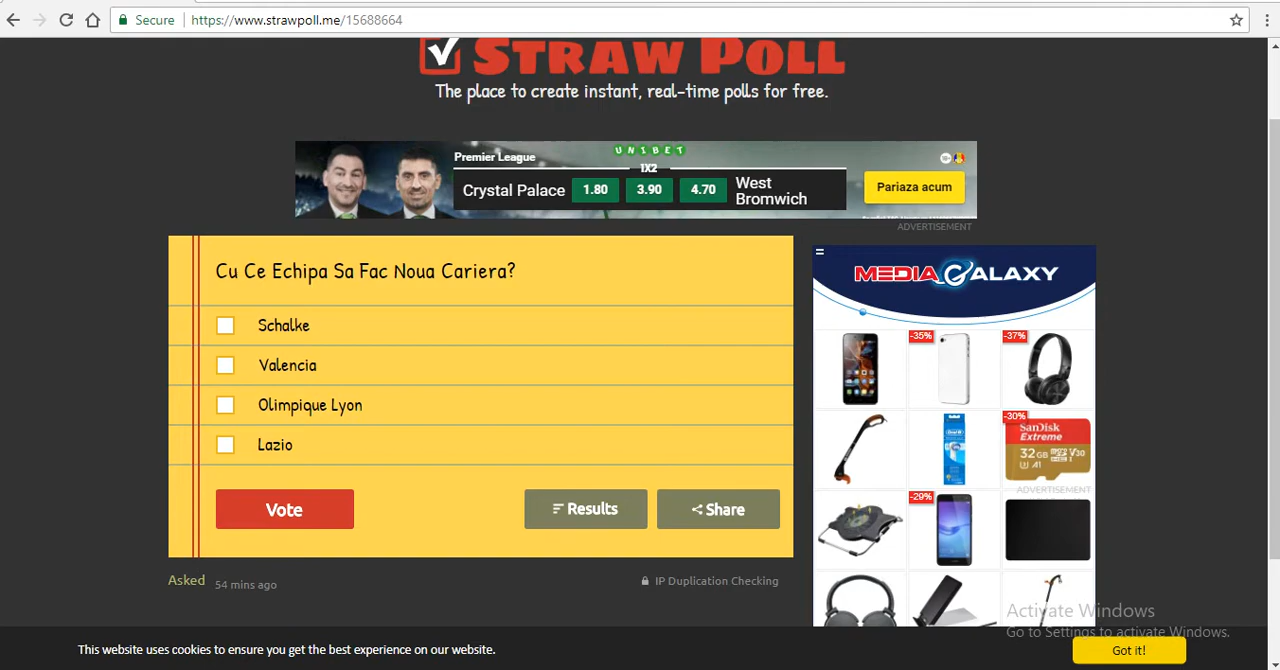 Secure
https://www.strawpoll.me/15688664
STRAW POLL
The place to create instant, real-time polls for free.
UNIBET
Premier League
1X2
Crystal Palace 1.80 3.90 4.70 West Bromwich
Pariaza acum
ADVERTISEMENT
Cu Ce Echipa Sa Fac Noua Cariera?
Schalke
Valencia
Olimpique Lyon
Lazio
Vote
Results
Share
Asked 54 mins ago
IP Duplication Checking
MEDIA GALAXY
-35%
-37%
-30%
SanDisk
Extreme
32GB V30
U3 A1
ADVERTISEMENT
-29%
Activate Windows
Go to Settings to activate Windows.
This website uses cookies to ensure you get the best experience on our website.
Got it!